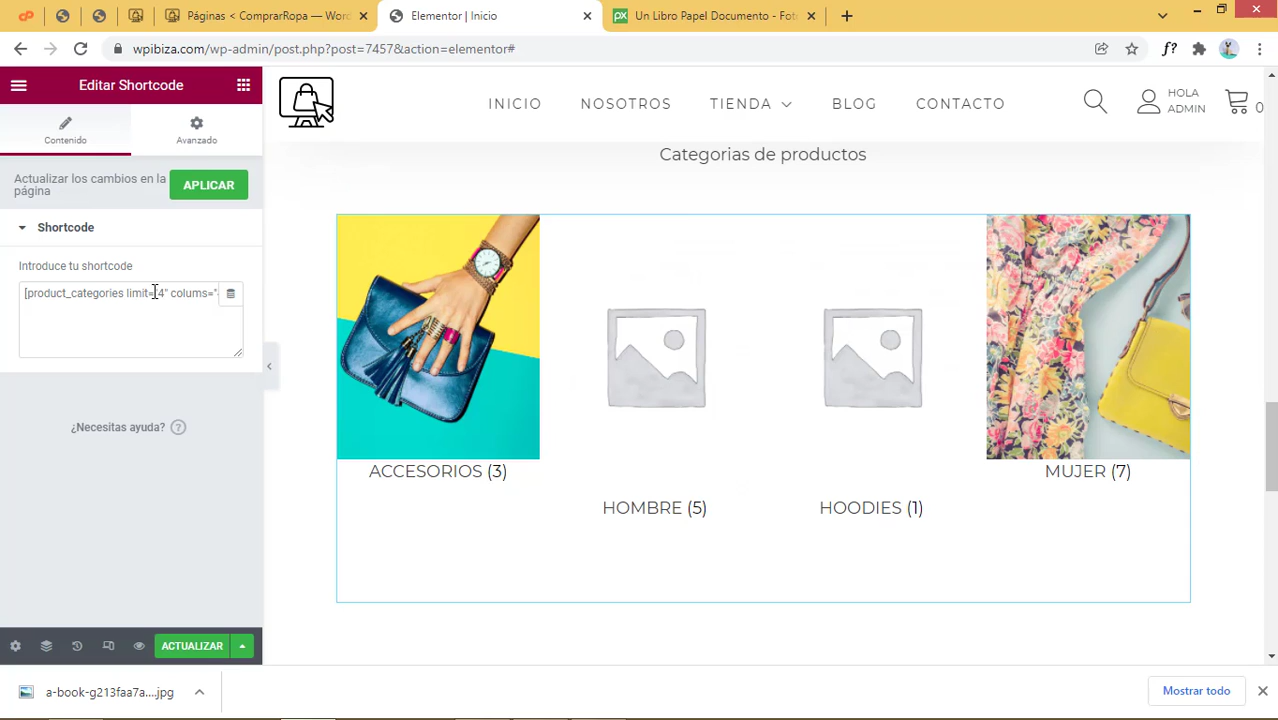 Páginas < ComprarRopa — Wor
Elementor | Inicio
Un Libro Papel Documento - Fot
wpibiza.com/wp-admin/post.php?post=7457&action=elementor#
f?
Editar Shortcode
Contenido
Avanzado
Actualizar los cambios en la
página
APLICAR
Shortcode
Introduce tu shortcode
[product_categories limit="4" colums="
¿Necesitas ayuda? ?
ACTUALIZAR
INICIO NOSOTROS TIENDA BLOG CONTACTO
HOLA
ADMIN
0
Categorias de productos
ACCESORIOS (3)
HOMBRE (5)
HOODIES (1)
MUJER (7)
a-book-g213faa7a....jpg
Mostrar todo